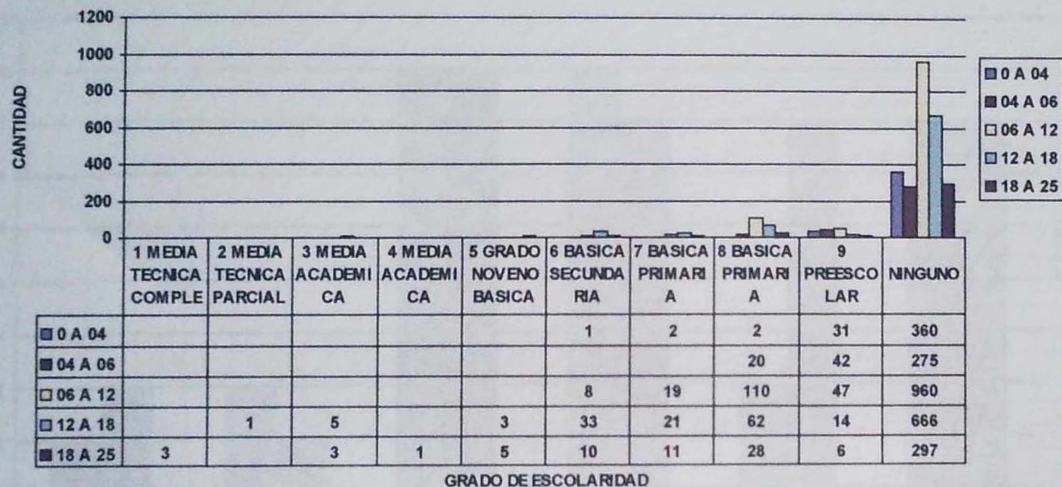 1200
1000
800
600
400
200
0
CANTIDAD
0 A 04
04 A 06
06 A 12
12 A 18
18 A 25
1 MEDIA TECNICA COMPLE
2 MEDIA TECNICA PARCIAL
3 MEDIA ACADEMI CA
4 MEDIA ACADEMI CA
5 GRADO NOVENO BASICA
6 BASICA SECUNDA RIA
7 BASICA PRIMARI A
8 BASICA PRIMARI A
9 PREESCO LAR
NINGUNO
0 A 04 1 2 2 31 360
04 A 06 20 42 275
06 A 12 8 19 110 47 960
12 A 18 1 5 3 33 21 62 14 666
18 A 25 3 3 1 5 10 11 28 6 297
GRADO DE ESCOLARIDAD